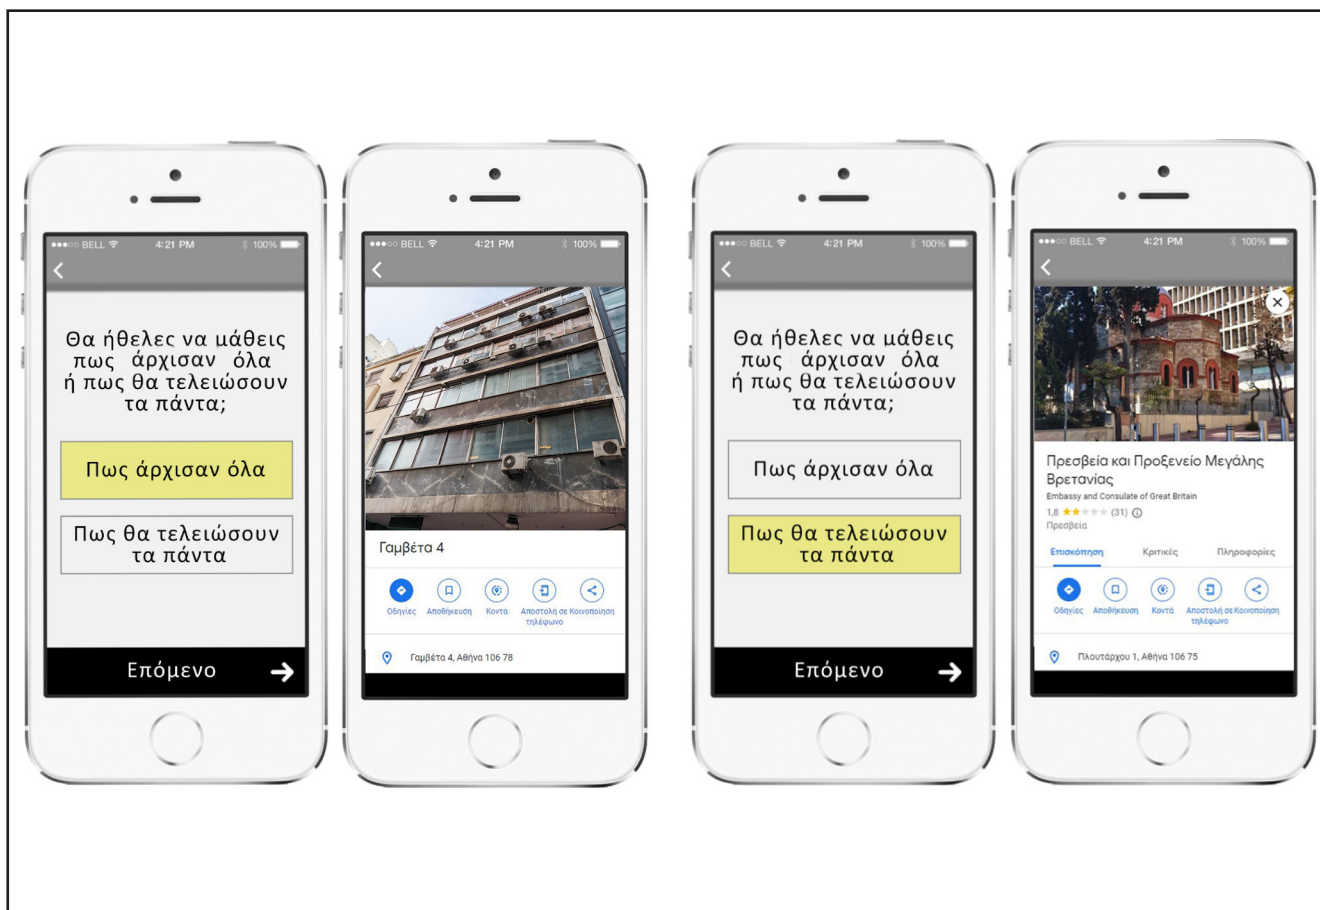 ●●●○○ BELL 4:21 PM 100%
Θα ήθελες να μάθεις
πως άρχισαν όλα
ή πως θα τελειώσουν
τα πάντα;
Πως άρχισαν όλα
Πως θα τελειώσουν
τα πάντα
Επόμενο
●●●○○ BELL 4:21 PM 100%
Γαμβέτα 4
Οδηγίες Αποθήκευση Κοντά Αποστολή σε Κοινοποίηση
τηλέφωνο
Γαμβέτα 4, Αθήνα 106 78
●●●○○ BELL 4:21 PM 100%
Θα ήθελες να μάθεις
πως άρχισαν όλα
ή πως θα τελειώσουν
τα πάντα;
Πως άρχισαν όλα
Πως θα τελειώσουν
τα πάντα
Επόμενο
●●●○○ BELL 4:21 PM 100%
Πρεσβεία και Προξενείο Μεγάλης
Βρετανίας
Embassy and Consulate of Great Britain
1,8 ★★★★★ (31)
Πρεσβεία
Επισκόπηση Κριτικές Πληροφορίες
Οδηγίες Αποθήκευση Κοντά Αποστολή σε Κοινοποίηση
τηλέφωνο
Πλουτάρχου 1, Αθήνα 106 75